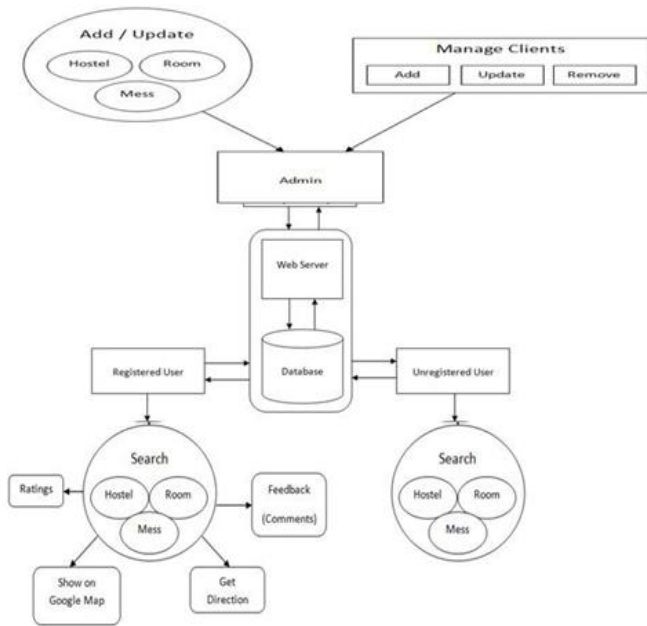 Add / Update
Hostel
Room
Mess
Manage Clients
Add
Update
Remove
Admin
Web Server
Database
Registered User
Unregistered User
Search
Hostel
Room
Mess
Ratings
Feedback
(Comments)
Show on
Google Map
Get
Direction
Search
Hostel
Room
Mess